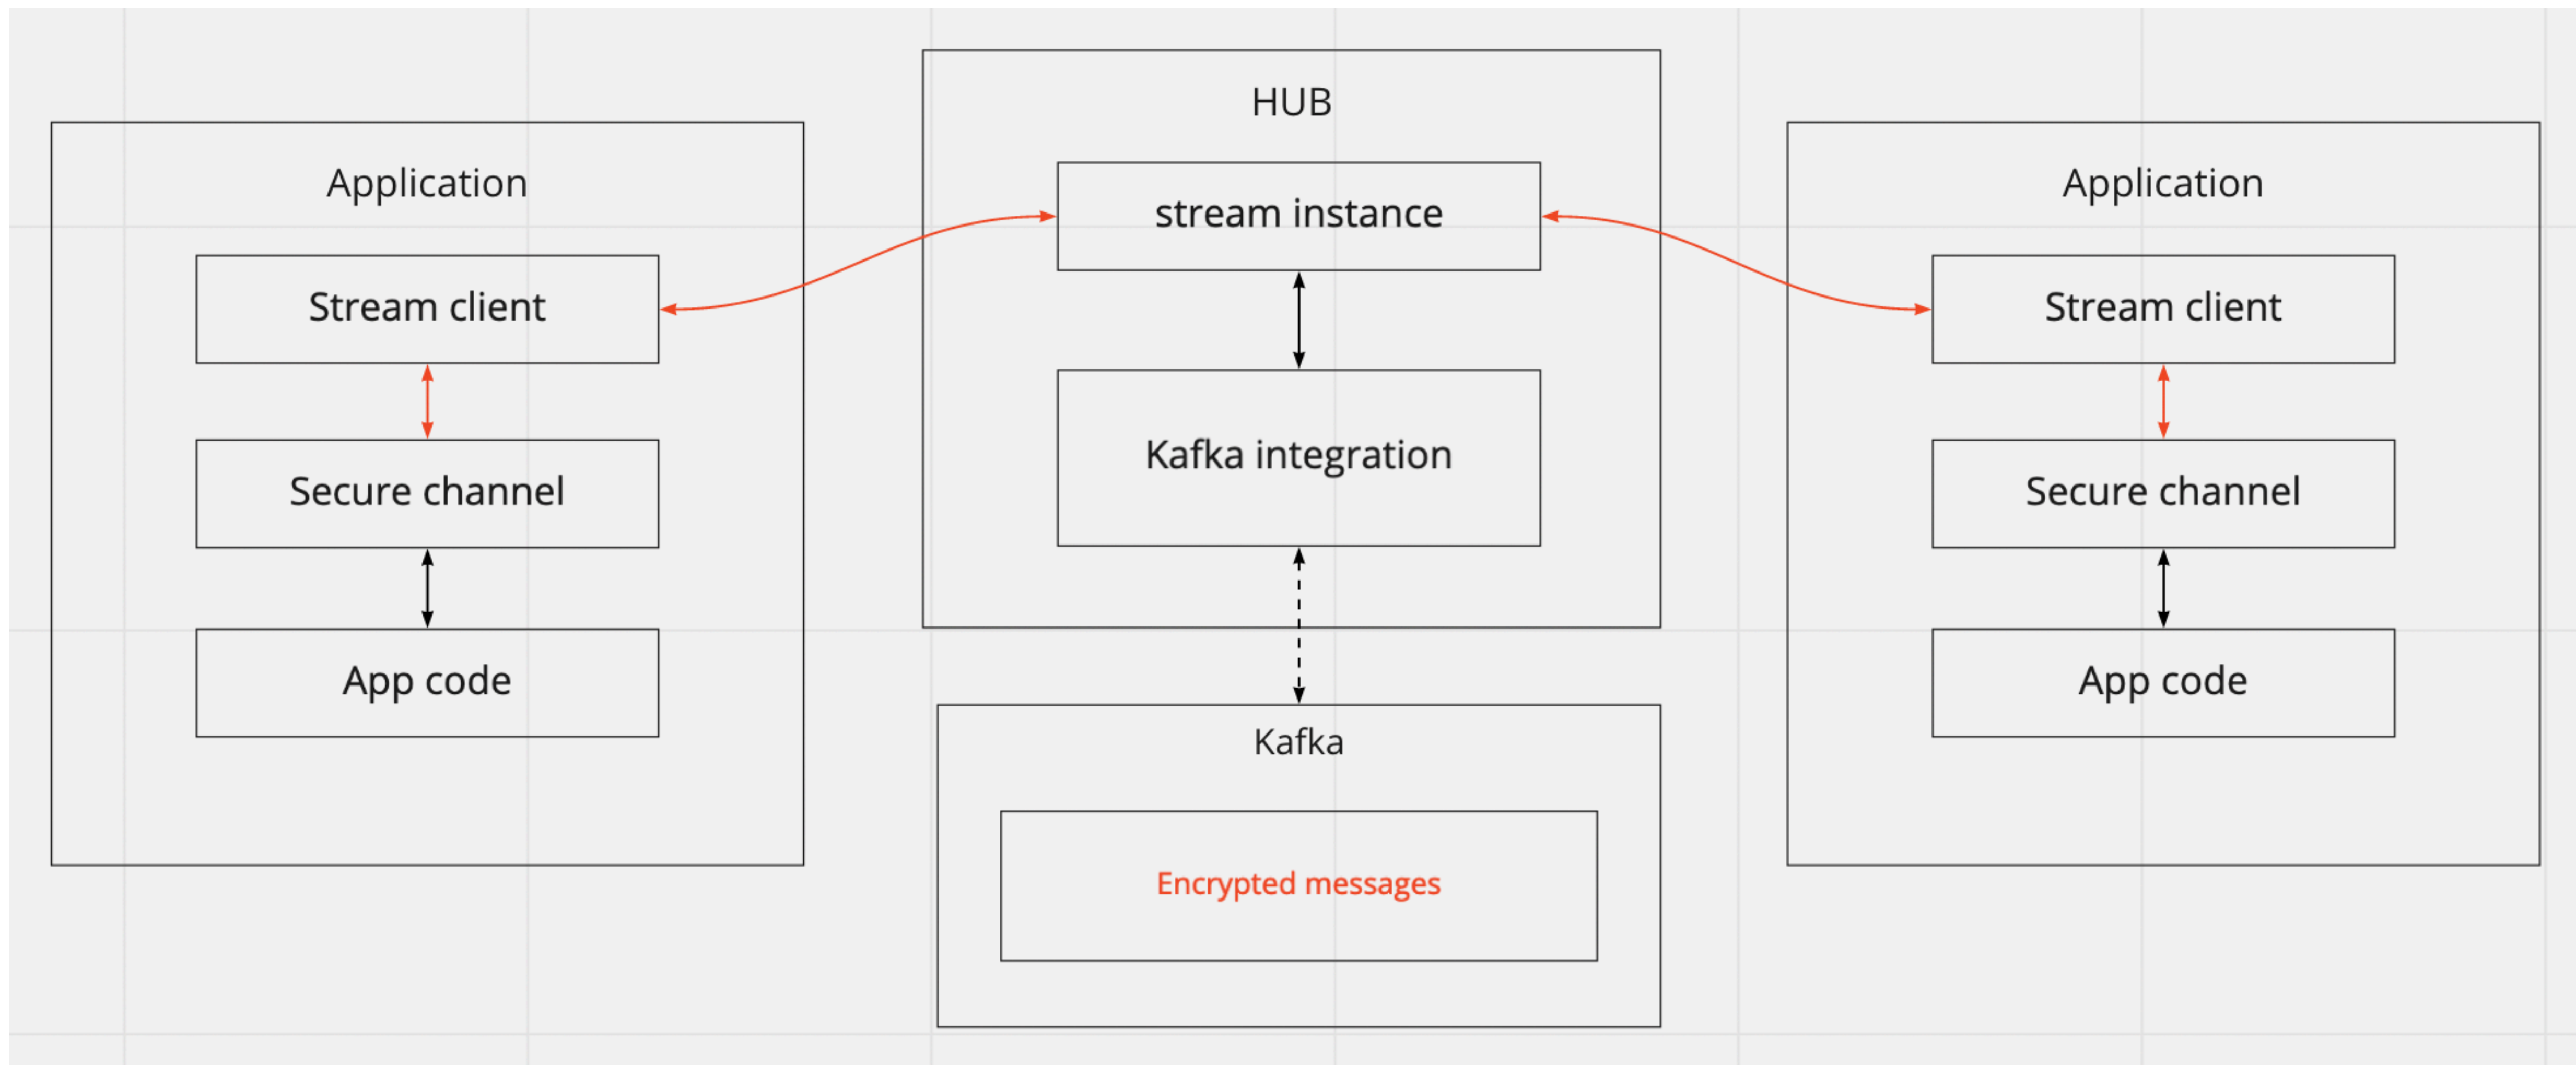 Application
Stream client
Secure channel
App code
HUB
stream instance
Kafka integration
Kafka
Encrypted messages
Application
Stream client
Secure channel
App code